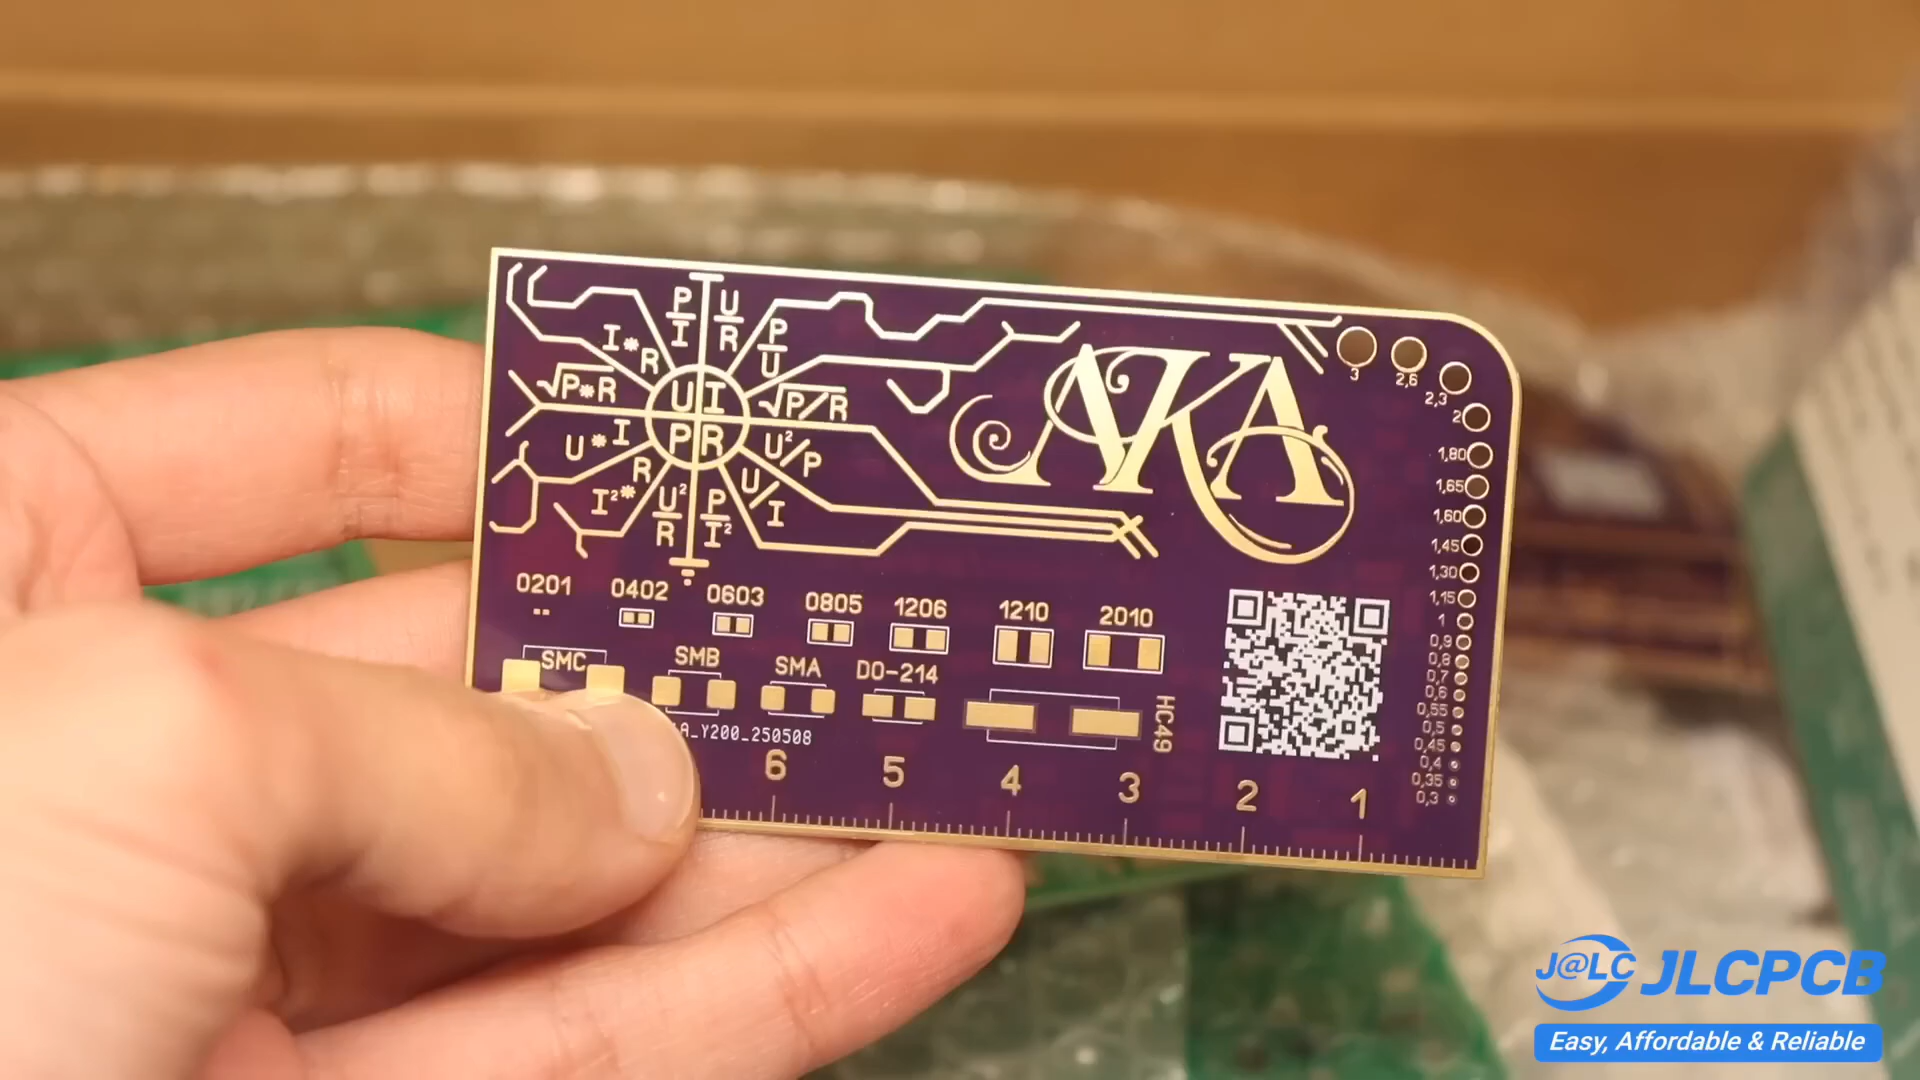 P/I
U/R
P/U
I*R
√P*R
√P/R
U I
P R
U*I
U²/P
I²*R
U/I
U²/R
P/I²
AKA
3
2,6
2,3
2
1,80
1,65
1,60
1,45
1,30
1,15
1
0,9
0,8
0,7
0,6
0,55
0,5
0,45
0,4
0,35
0,3
0201 0402 0603 0805 1206 1210 2010
SMC SMB SMA DO-214 HC49
A_Y200_250508
6 5 4 3 2 1
J@LC JLCPCB
Easy, Affordable & Reliable